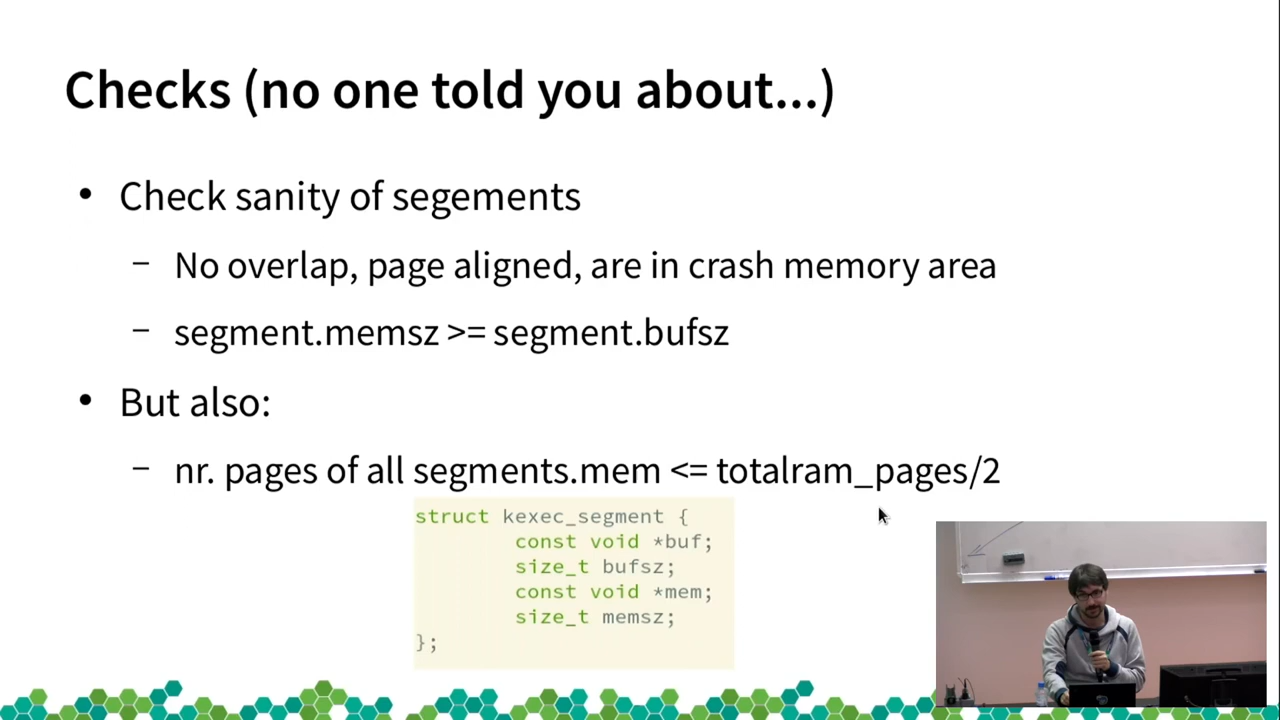 Checks (no one told you about...)
• Check sanity of segements
– No overlap, page aligned, are in crash memory area
– segment.memsz >= segment.bufsz
• But also:
– nr. pages of all segments.mem <= totalram_pages/2
struct kexec_segment {
const void *buf;
size_t bufsz;
const void *mem;
size_t memsz;
};